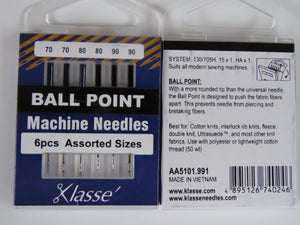 70 70 80 80 90 90
BALL POINT
Machine Needles
6pcs Assorted Sizes
Klassé
SYSTEM: 130/705H, 15 x 1, HA x 1
Suits all modern sewing machines.
BALL POINT:
With a more rounded tip than the universal needle,
the Ball Point is designed to push the fabric fibers
apart. This prevents needle from piercing and
breaking fibers.
Best for: Cotton knits, interlock rib knits, fleece,
double knit, Ultrasuede™, and most other knit
fabrics. Use with polyester or lightweight cotton
thread (50 wt).
AA5101.991
MADE IN VIETNAM
www.klasse.com
www.klasseneedles.com
4 895126 740246